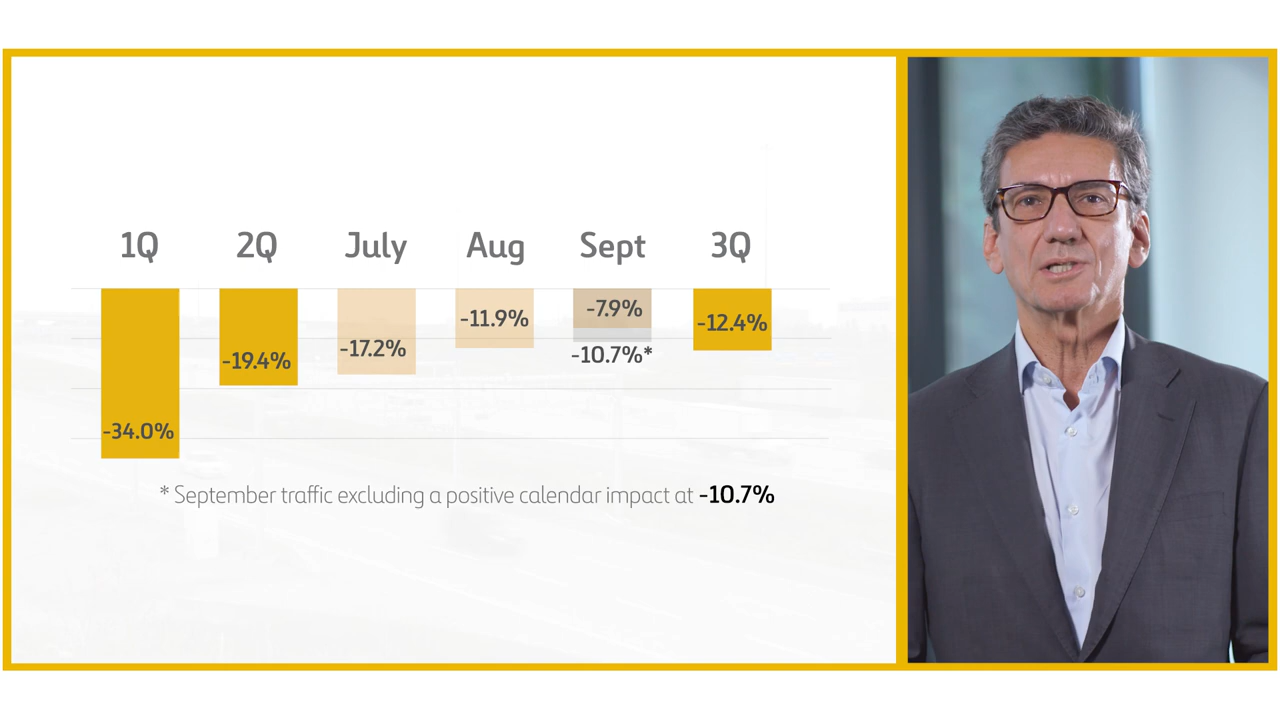 1Q 2Q July Aug Sept 3Q
-34.0% -19.4% -17.2% -11.9% -7.9% -12.4%
-10.7%*
* September traffic excluding a positive calendar impact at -10.7%